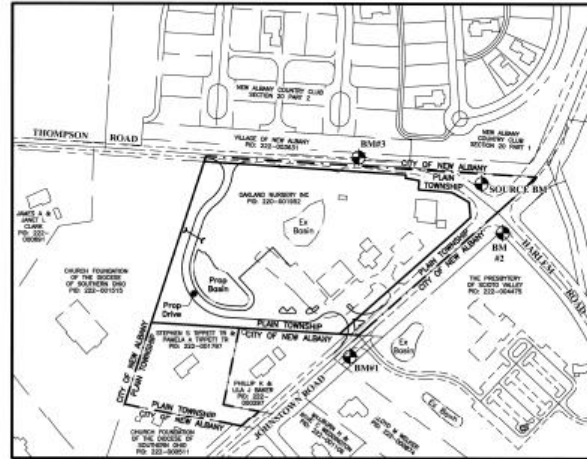 NEW ALBANY
COUNTRY CLUB
SECTION 20 PART 2
THOMPSON ROAD
VILLAGE OF NEW ALBANY
BM#3
NEW ALBANY
COUNTRY CLUB
SECTION 20 PART 1
CITY OF NEW ALBANY
PLAIN
TOWNSHIP
SOURCE BM
OAKLAND NURSERY INC
Ex
Basin
JAMES A &
JANET L
CLARK
BM
#2
HARLEM
ROAD
PLAIN TOWNSHIP
CITY OF NEW ALBANY
THE PRESBYTERY
OF SCIOTO VALLEY
CHURCH FOUNDATION
OF THE DIOCESE
OF SOUTHERN OHIO
Prop
Basin
Prop
Drive
PLAIN TOWNSHIP
CITY OF NEW ALBANY
STEPHEN S TIPPETT TR &
PAMELA K TIPPETT TR
CITY OF NEW ALBANY
PLAIN TOWNSHIP
Ex
Basin
BM#1
PHILLIP K &
LILA J BAKER
JOHNSTOWN ROAD
PLAIN TOWNSHIP
CITY OF NEW ALBANY
Ex Basin
CHURCH FOUNDATION
OF THE DIOCESE OF
SOUTHERN OHIO